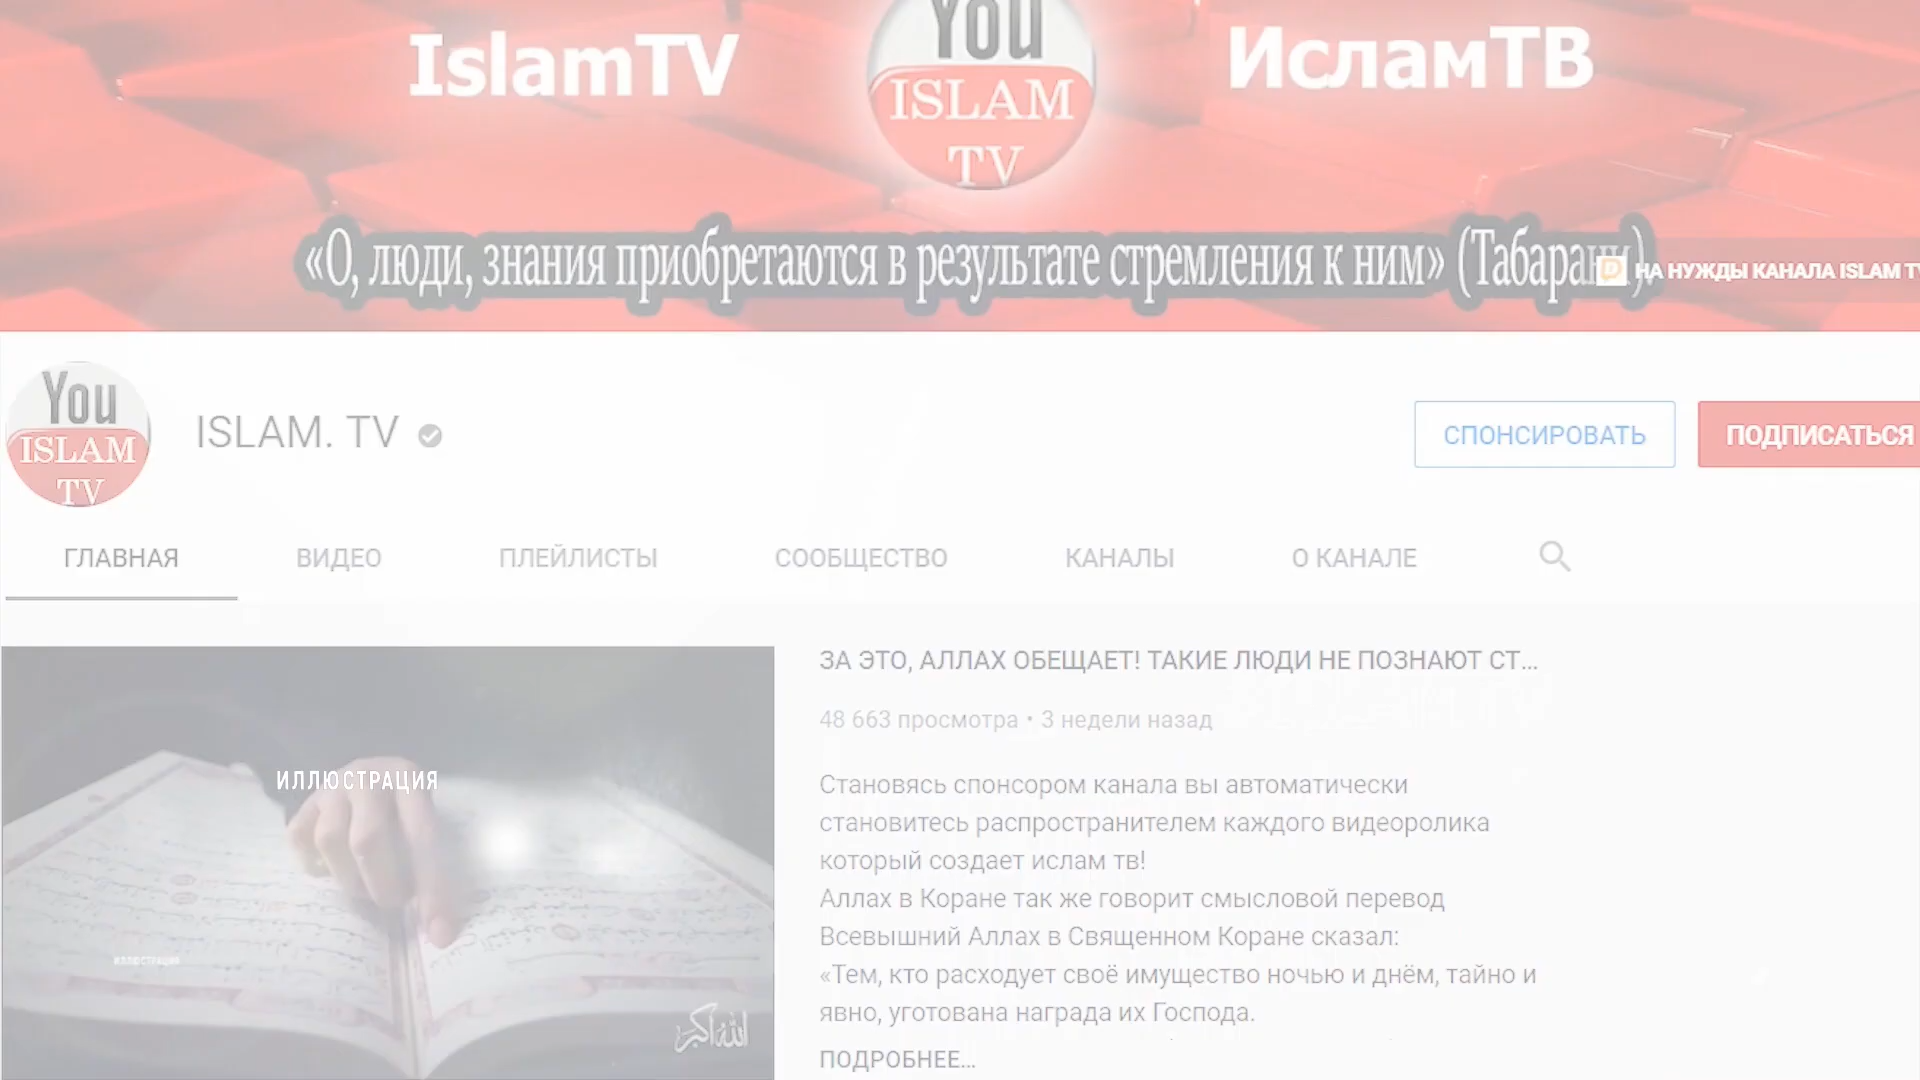 IslamTV
You
ISLAM
TV
ИсламТВ
«О, люди, знания приобретаются в результате стремления к ним» (Табарани).
НА НУЖДЫ КАНАЛА ISLAM TV
You
ISLAM
TV
ISLAM. TV
СПОНСИРОВАТЬ
ПОДПИСАТЬСЯ
ГЛАВНАЯ
ВИДЕО
ПЛЕЙЛИСТЫ
СООБЩЕСТВО
КАНАЛЫ
О КАНАЛЕ
ИЛЛЮСТРАЦИЯ
ИЛЛЮСТРАЦИЯ
الله أكبر
ЗА ЭТО, АЛЛАХ ОБЕЩАЕТ! ТАКИЕ ЛЮДИ НЕ ПОЗНАЮТ СТ...
48 663 просмотра • 3 недели назад
Становясь спонсором канала вы автоматически
становитесь распространителем каждого видеоролика
который создает ислам тв!
Аллах в Коране так же говорит смысловой перевод
Всевышний Аллах в Священном Коране сказал:
«Тем, кто расходует своё имущество ночью и днём, тайно и
явно, уготована награда их Господа.
ПОДРОБНЕЕ...